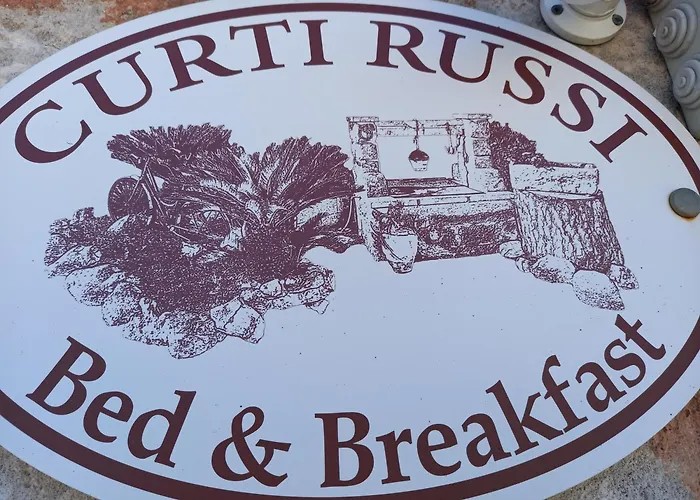 CURTI RUSSI
Bed & Breakfast